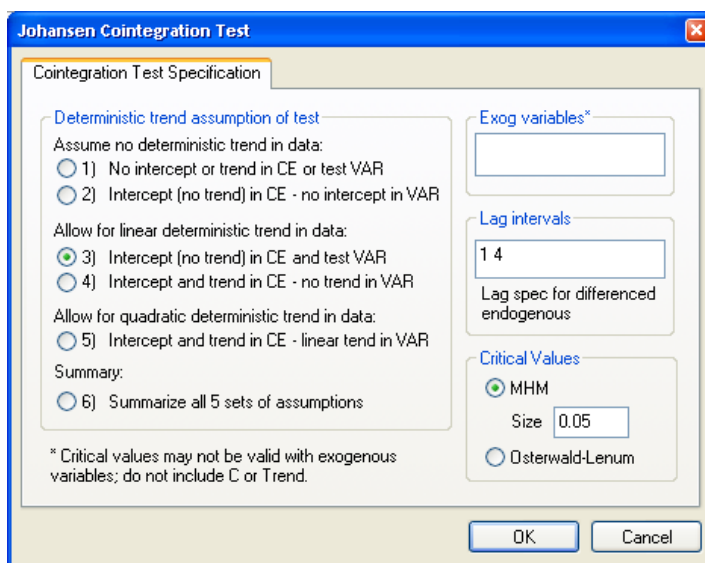 Johansen Cointegration Test
Cointegration Test Specification
Deterministic trend assumption of test
Assume no deterministic trend in data:
1) No intercept or trend in CE or test VAR
2) Intercept (no trend) in CE - no intercept in VAR
Allow for linear deterministic trend in data:
3) Intercept (no trend) in CE and test VAR
4) Intercept and trend in CE - no trend in VAR
Allow for quadratic deterministic trend in data:
5) Intercept and trend in CE - linear tend in VAR
Summary:
6) Summarize all 5 sets of assumptions
* Critical values may not be valid with exogenous
variables; do not include C or Trend.
Exog variables*
Lag intervals
1 4
Lag spec for differenced
endogenous
Critical Values
MHM
Size 0.05
Osterwald-Lenum
OK
Cancel